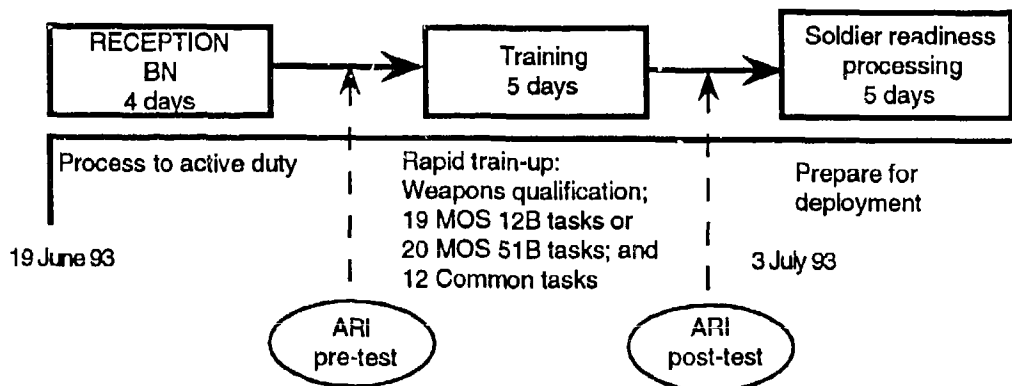 RECEPTION
BN
4 days
Training
5 days
Soldier readiness
processing
5 days
Process to active duty
Rapid train-up:
Weapons qualification;
19 MOS 12B tasks or
20 MOS 51B tasks; and
12 Common tasks
Prepare for
deployment
19 June 93
3 July 93
ARI
pre-test
ARI
post-test